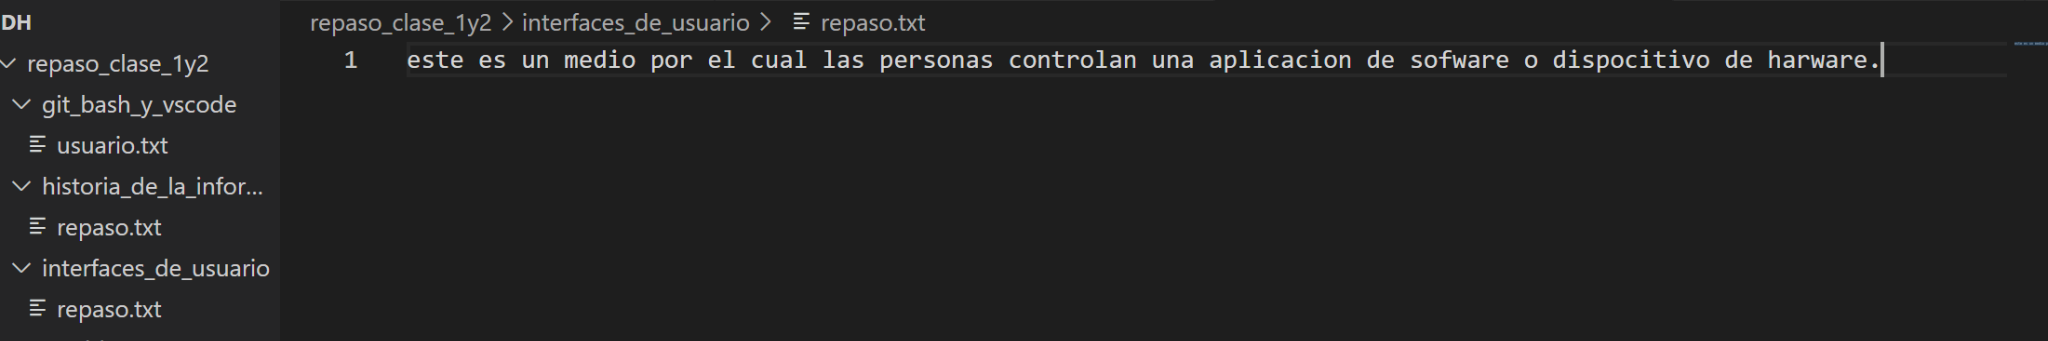 DH
repaso_clase_1y2
git_bash_y_vscode
usuario.txt
historia_de_la_infor...
repaso.txt
interfaces_de_usuario
repaso.txt
repaso_clase_1y2 > interfaces_de_usuario > repaso.txt
1 este es un medio por el cual las personas controlan una aplicacion de sofware o dispocitivo de harware.